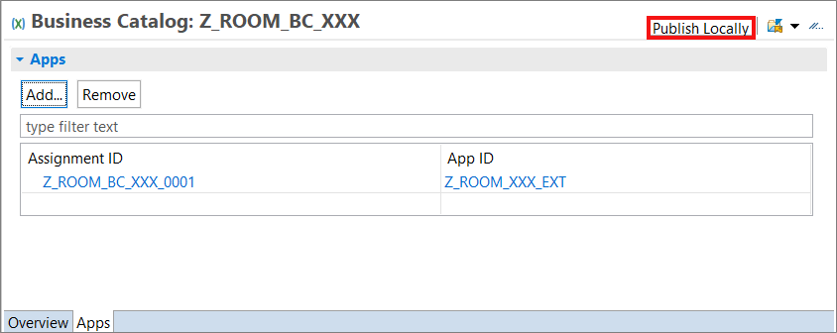 (x) Business Catalog: Z_ROOM_BC_XXX
Publish Locally
Apps
Add... Remove
type filter text
Assignment ID App ID
Z_ROOM_BC_XXX_0001 Z_ROOM_XXX_EXT
Overview Apps